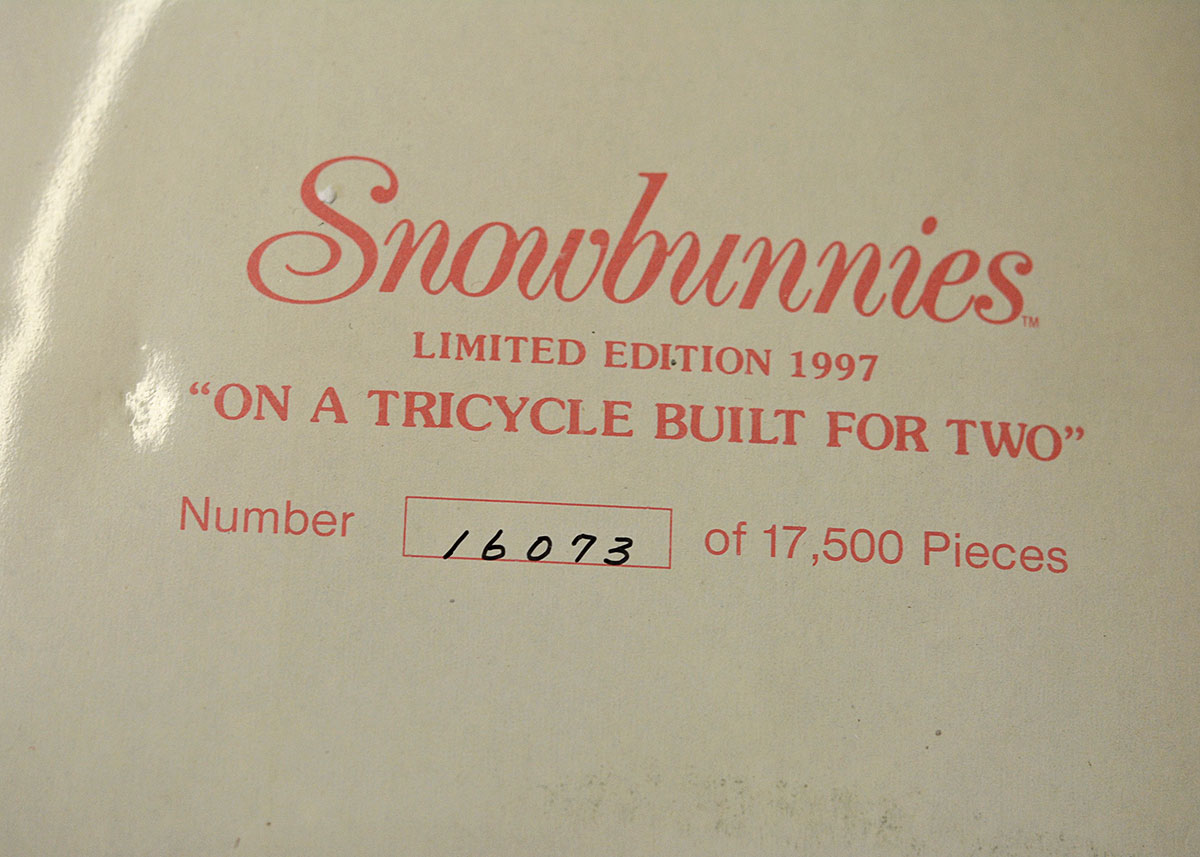 Snowbunnies™
LIMITED EDITION 1997
“ON A TRICYCLE BUILT FOR TWO”
Number 16073 of 17,500 Pieces